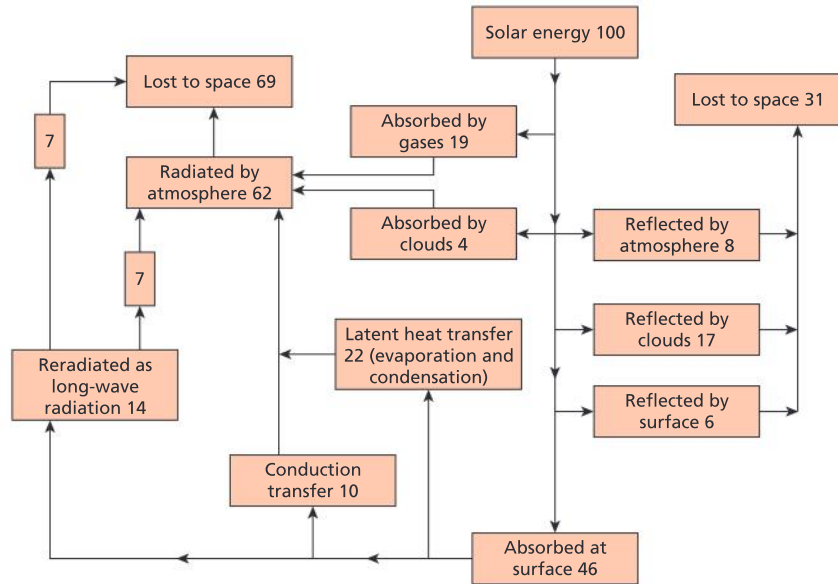 Solar energy 100
Lost to space 69
Lost to space 31
7
Absorbed by
gases 19
Radiated by
atmosphere 62
Absorbed by
clouds 4
Reflected by
atmosphere 8
7
Latent heat transfer
22 (evaporation and
condensation)
Reflected by
clouds 17
Reradiated as
long-wave
radiation 14
Reflected by
surface 6
Conduction
transfer 10
Absorbed at
surface 46